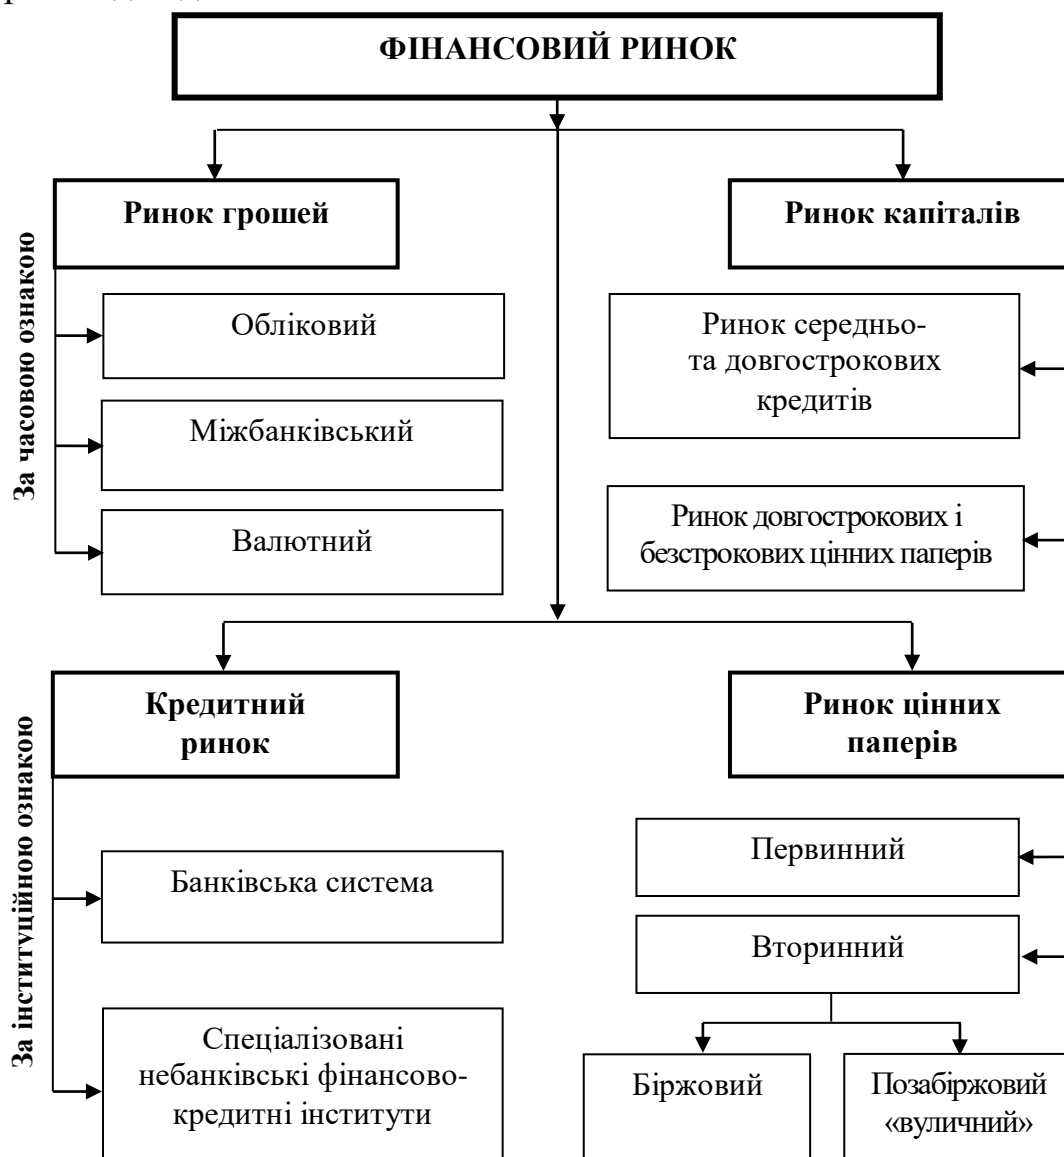 ФІНАНСОВИЙ РИНОК
За часовою ознакою
Ринок грошей
Ринок капіталів
Обліковий
Міжбанківський
Валютний
Ринок середньо-
та довгострокових
кредитів
Ринок довгострокових і
безстрокових цінних паперів
За інституційною ознакою
Кредитний
ринок
Ринок цінних
паперів
Банківська система
Спеціалізовані
небанківські фінансово-
кредитні інститути
Первинний
Вторинний
Біржовий
Позабіржовий
«вуличний»